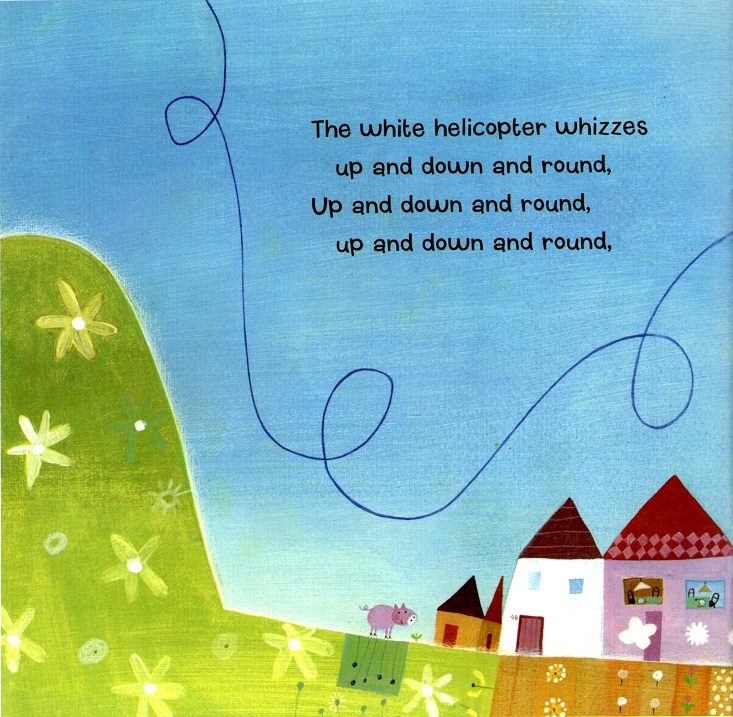 The white helicopter whizzes
up and down and round,
Up and down and round,
up and down and round,
48